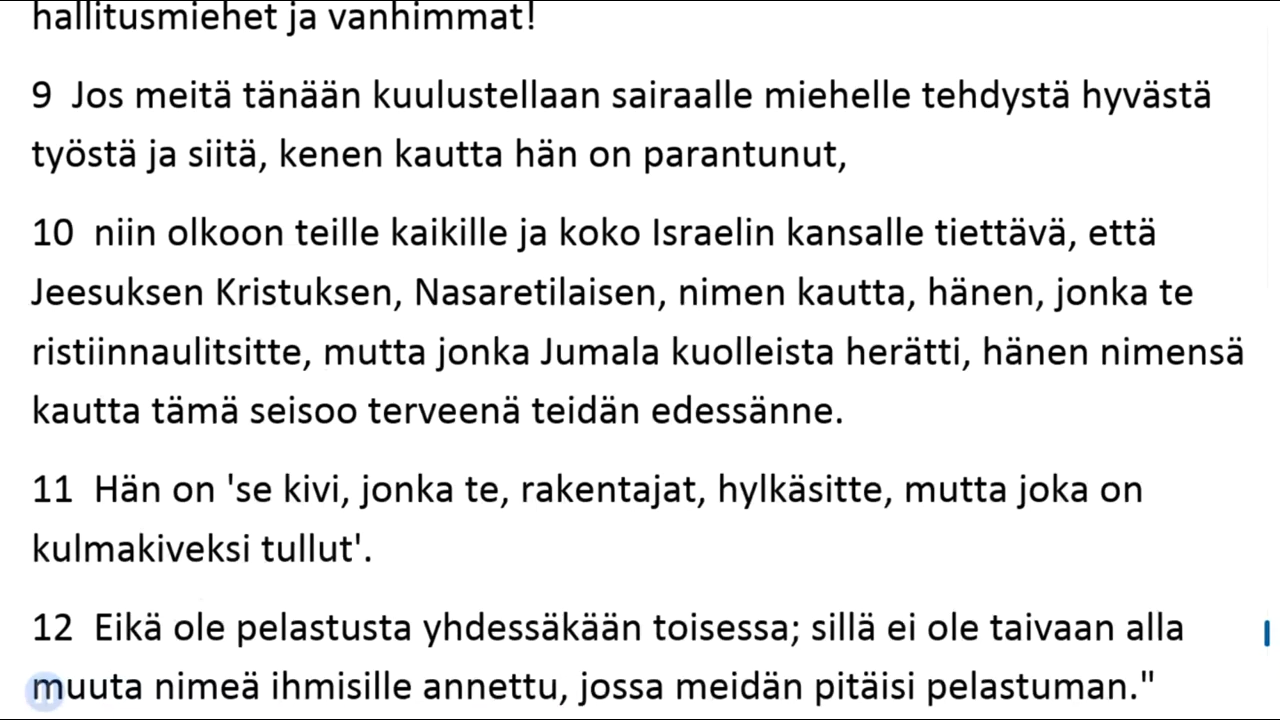 hallitusmiehet ja vanhimmat!
9 Jos meitä tänään kuulustellaan sairaalle miehelle tehdystä hyvästä
työstä ja siitä, kenen kautta hän on parantunut,
10 niin olkoon teille kaikille ja koko Israelin kansalle tiettävä, että
Jeesuksen Kristuksen, Nasaretilaisen, nimen kautta, hänen, jonka te
ristiinnaulitsitte, mutta jonka Jumala kuolleista herätti, hänen nimensä
kautta tämä seisoo terveenä teidän edessänne.
11 Hän on 'se kivi, jonka te, rakentajat, hylkäsitte, mutta joka on
kulmakiveksi tullut'.
12 Eikä ole pelastusta yhdessäkään toisessa; sillä ei ole taivaan alla
muuta nimeä ihmisille annettu, jossa meidän pitäisi pelastuman."